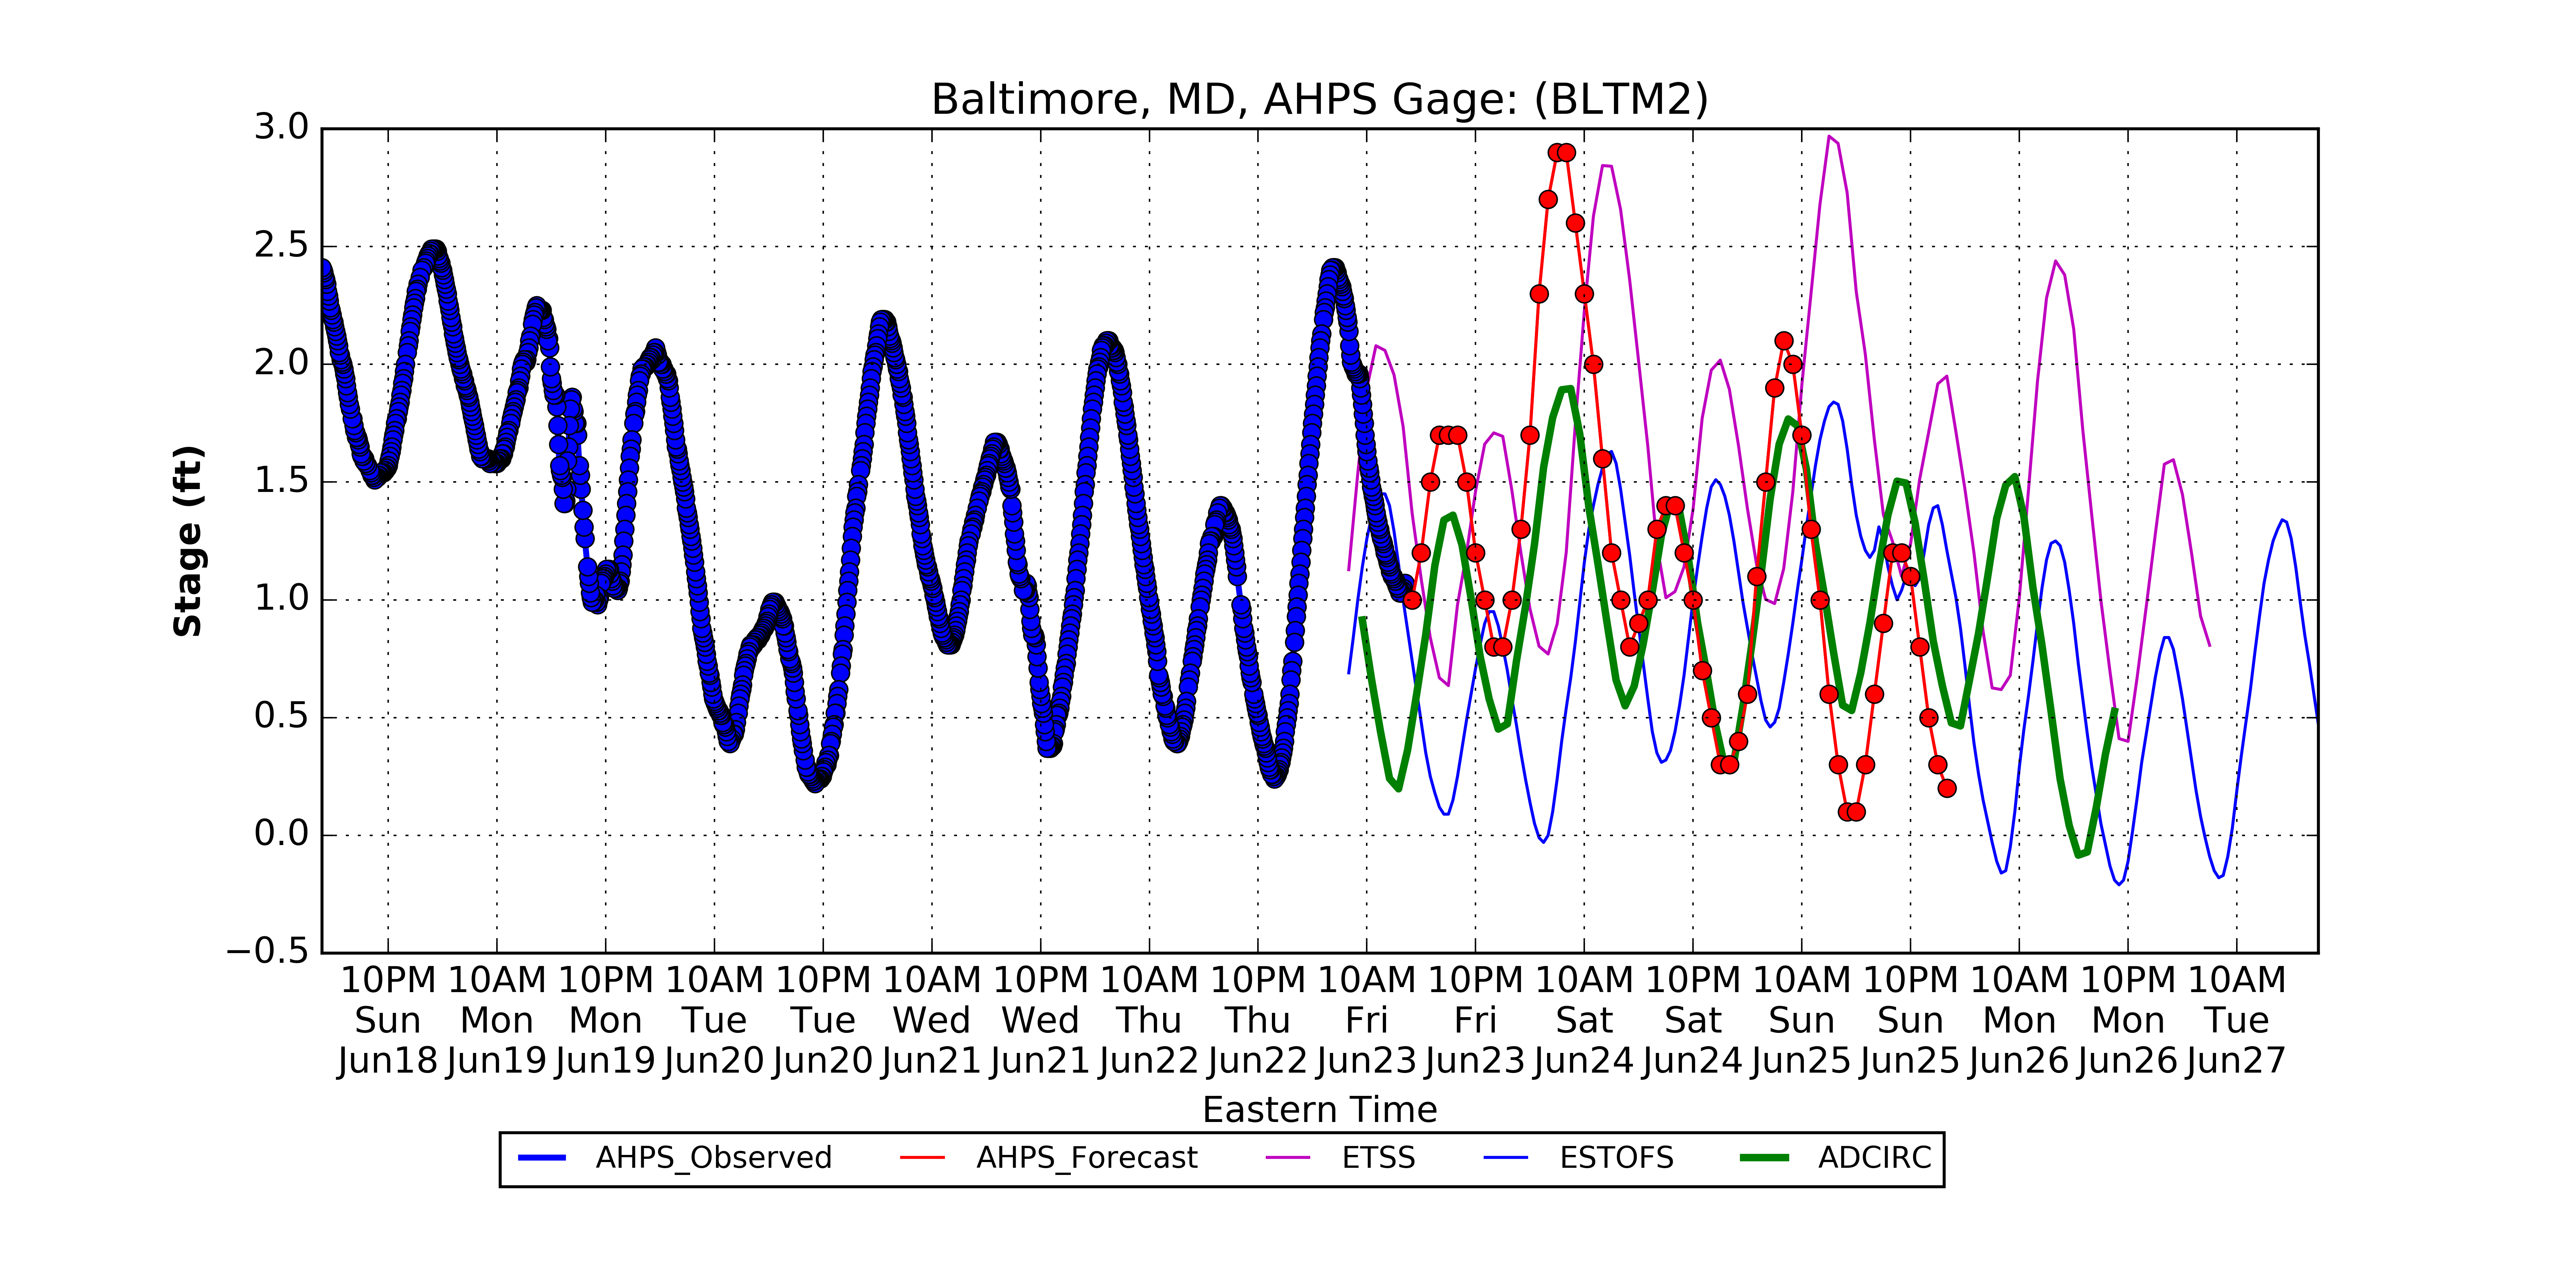 Baltimore, MD, AHPS Gage: (BLTM2)
3.0
2.5
2.0
1.5
1.0
0.5
0.0
−0.5
Stage (ft)
10PM 10AM 10PM 10AM 10PM 10AM 10PM 10AM 10PM 10AM 10PM 10AM 10PM 10AM 10PM 10AM 10PM 10AM
Sun Mon Mon Tue Tue Wed Wed Thu Thu Fri Fri Sat Sat Sun Sun Mon Mon Tue
Jun18 Jun19 Jun19 Jun20 Jun20 Jun21 Jun21 Jun22 Jun22 Jun23 Jun23 Jun24 Jun24 Jun25 Jun25 Jun26 Jun26 Jun27
Eastern Time
AHPS_Observed AHPS_Forecast ETSS ESTOFS ADCIRC